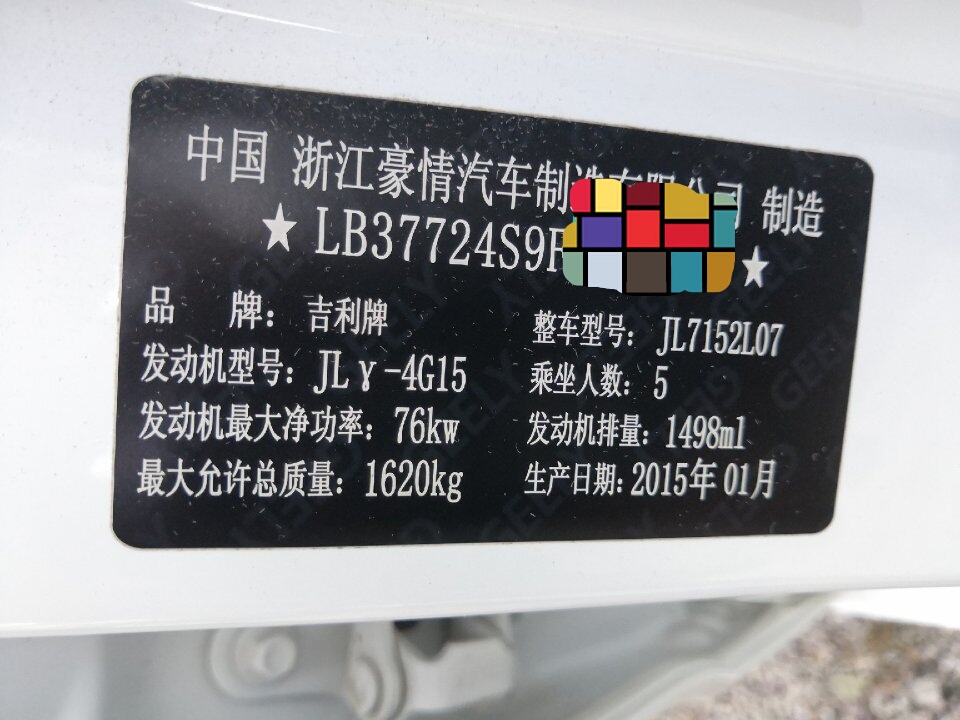 中国 浙江豪情汽车制造有限公司 制造
★LB37724S9F ★
品 牌：吉利牌 整车型号：JL7152L07
发动机型号：JLγ-4G15 乘坐人数：5
发动机最大净功率：76kw 发动机排量：1498ml
最大允许总质量：1620kg 生产日期：2015年01月